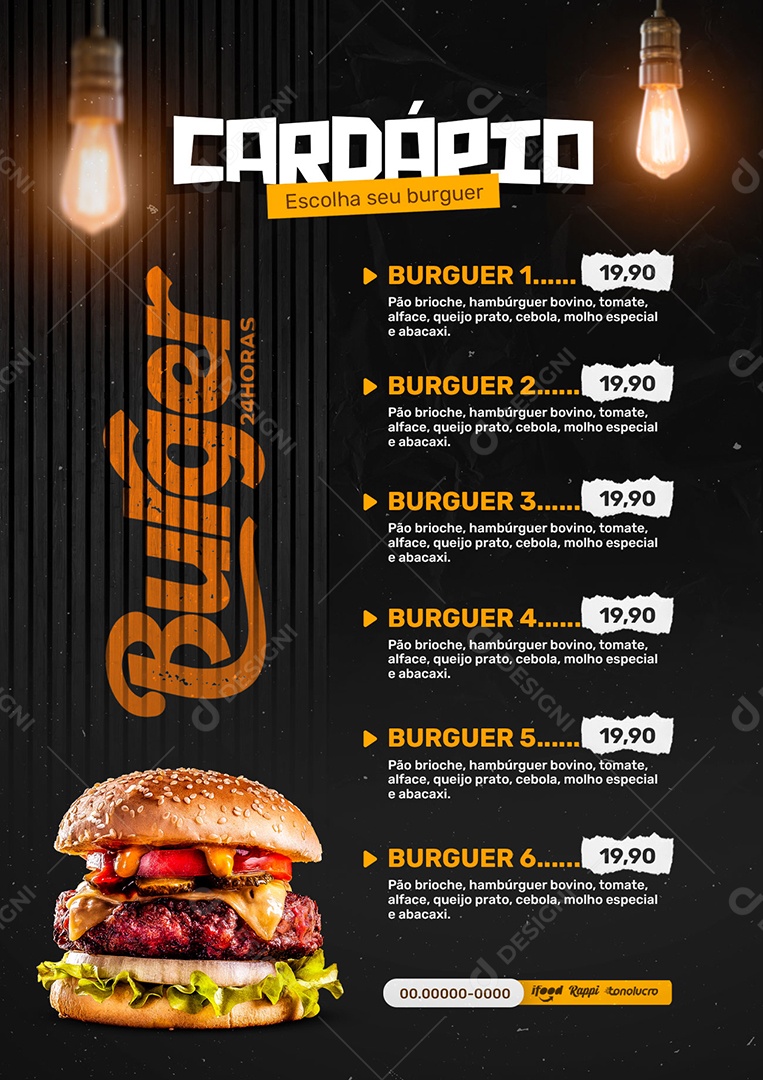 CARDÁPIO
Escolha seu burguer
Burger
24HORAS
BURGUER 1...... 19,90
Pão brioche, hambúrguer bovino, tomate,
alface, queijo prato, cebola, molho especial
e abacaxi.
BURGUER 2...... 19,90
Pão brioche, hambúrguer bovino, tomate,
alface, queijo prato, cebola, molho especial
e abacaxi.
BURGUER 3...... 19,90
Pão brioche, hambúrguer bovino, tomate,
alface, queijo prato, cebola, molho especial
e abacaxi.
BURGUER 4...... 19,90
Pão brioche, hambúrguer bovino, tomate,
alface, queijo prato, cebola, molho especial
e abacaxi.
BURGUER 5...... 19,90
Pão brioche, hambúrguer bovino, tomate,
alface, queijo prato, cebola, molho especial
e abacaxi.
BURGUER 6...... 19,90
Pão brioche, hambúrguer bovino, tomate,
alface, queijo prato, cebola, molho especial
e abacaxi.
00.00000-0000 ifood Rappi tonolucro
DESIGNI